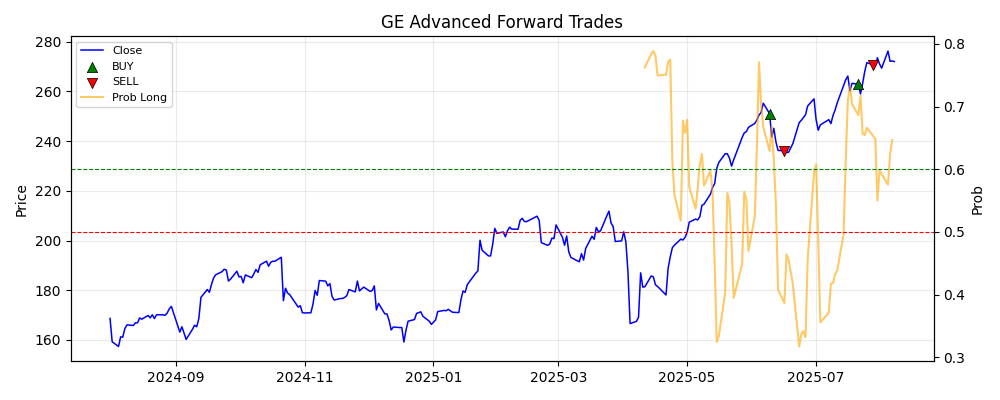 GE Advanced Forward Trades
Close
BUY
SELL
Prob Long
Price
280
260
240
220
200
180
160
0.8
0.7
0.6
0.5
0.4
0.3
Prob
2024-09
2024-11
2025-01
2025-03
2025-05
2025-07